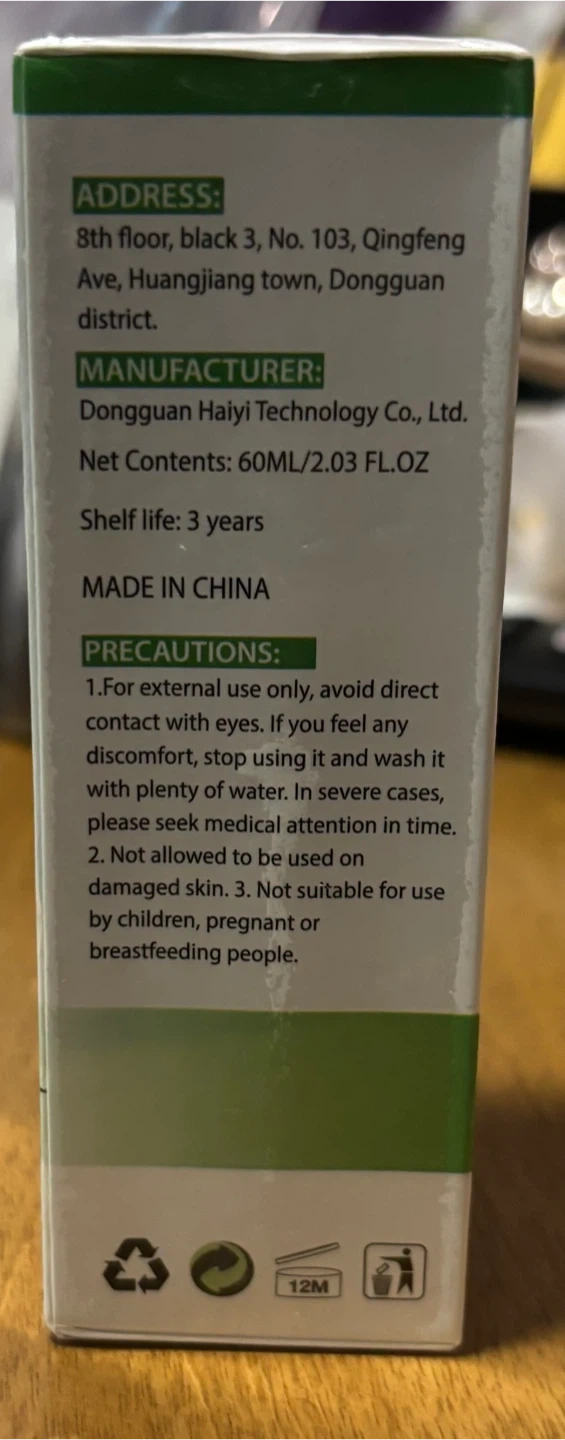 ADDRESS:
8th floor, black 3, No. 103, Qingfeng
Ave, Huangjiang town, Dongguan
district.
MANUFACTURER:
Dongguan Haiyi Technology Co., Ltd.
Net Contents: 60ML/2.03 FL.OZ
Shelf life: 3 years
MADE IN CHINA
PRECAUTIONS:
1.For external use only, avoid direct
contact with eyes. If you feel any
discomfort, stop using it and wash it
with plenty of water. In severe cases,
please seek medical attention in time.
2. Not allowed to be used on
damaged skin. 3. Not suitable for use
by children, pregnant or
breastfeeding people.
12M